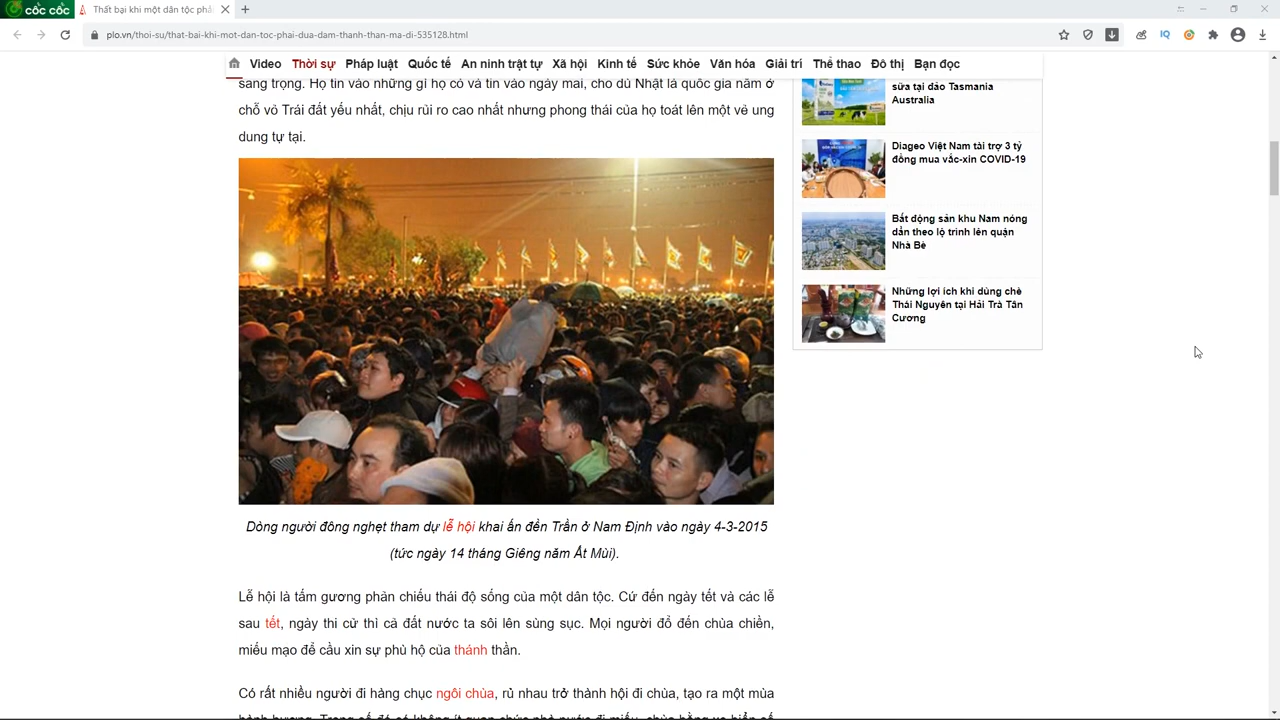 cốc cốc
Thất bại khi một dân tộc phải
plo.vn/thoi-su/that-bai-khi-mot-dan-toc-phai-dua-dam-thanh-than-ma-di-535128.html
IQ
Video Thời sự Pháp luật Quốc tế An ninh trật tự Xã hội Kinh tế Sức khỏe Văn hóa Giải trí Thể thao Đô thị Bạn đọc
sang trọng. Họ tin vào những gì họ có và tin vào ngày mai, cho dù Nhật là quốc gia nằm ở
chỗ vỏ Trái đất yếu nhất, chịu rủi ro cao nhất nhưng phong thái của họ toát lên một vẻ ung
dung tự tại.
Dòng người đông nghẹt tham dự lễ hội khai ấn đền Trần ở Nam Định vào ngày 4-3-2015
(tức ngày 14 tháng Giêng năm Ất Mùi).
Lễ hội là tấm gương phản chiếu thái độ sống của một dân tộc. Cứ đến ngày tết và các lễ
sau tết, ngày thi cử thì cả đất nước ta sôi lên sùng sục. Mọi người đổ đến chùa chiền,
miếu mạo để cầu xin sự phù hộ của thánh thần.
Có rất nhiều người đi hàng chục ngôi chùa, rủ nhau trở thành hội đi chùa, tạo ra một mùa
sữa tại đảo Tasmania
Australia
Diageo Việt Nam tài trợ 3 tỷ
đồng mua vắc-xin COVID-19
Bất động sản khu Nam nóng
dần theo lộ trình lên quận
Nhà Bè
Những lợi ích khi dùng chè
Thái Nguyên tại Hải Trà Tân
Cương